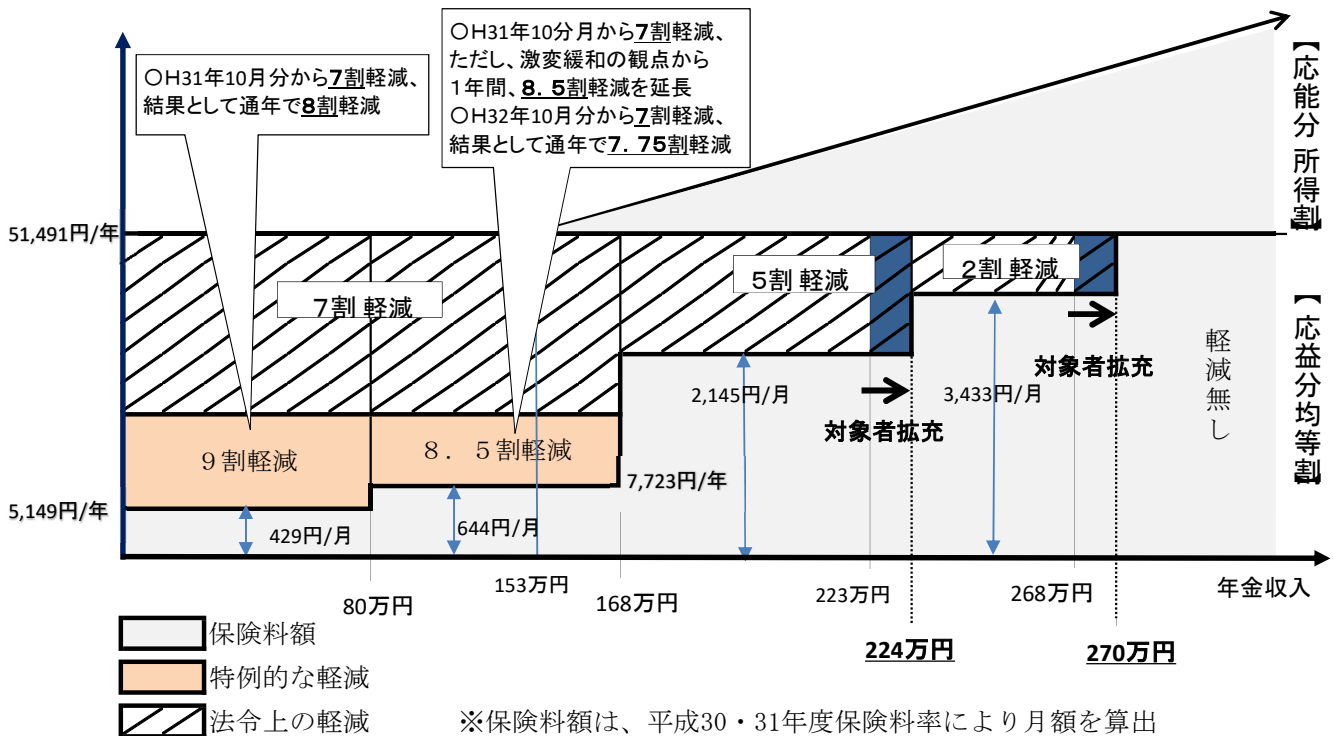 〇H31年10月分から7割軽減、
結果として通年で8割軽減
〇H31年10分月から7割軽減、
ただし、激変緩和の観点から
１年間、８．５割軽減を延長
〇H32年10月分から7割軽減、
結果として通年で７．75割軽減
【応能分 所得割】
51,491円/年
7割 軽減
５割 軽減
２割 軽減
2,145円/月
対象者拡充
3,433円/月
対象者拡充
軽減無し
【応益分均等割】
９割軽減
８．５割軽減
7,723円/年
5,149円/年
429円/月
644円/月
80万円
153万円
168万円
223万円
268万円
年金収入
224万円
270万円
保険料額
特例的な軽減
法令上の軽減
※保険料額は、平成30・31年度保険料率により月額を算出